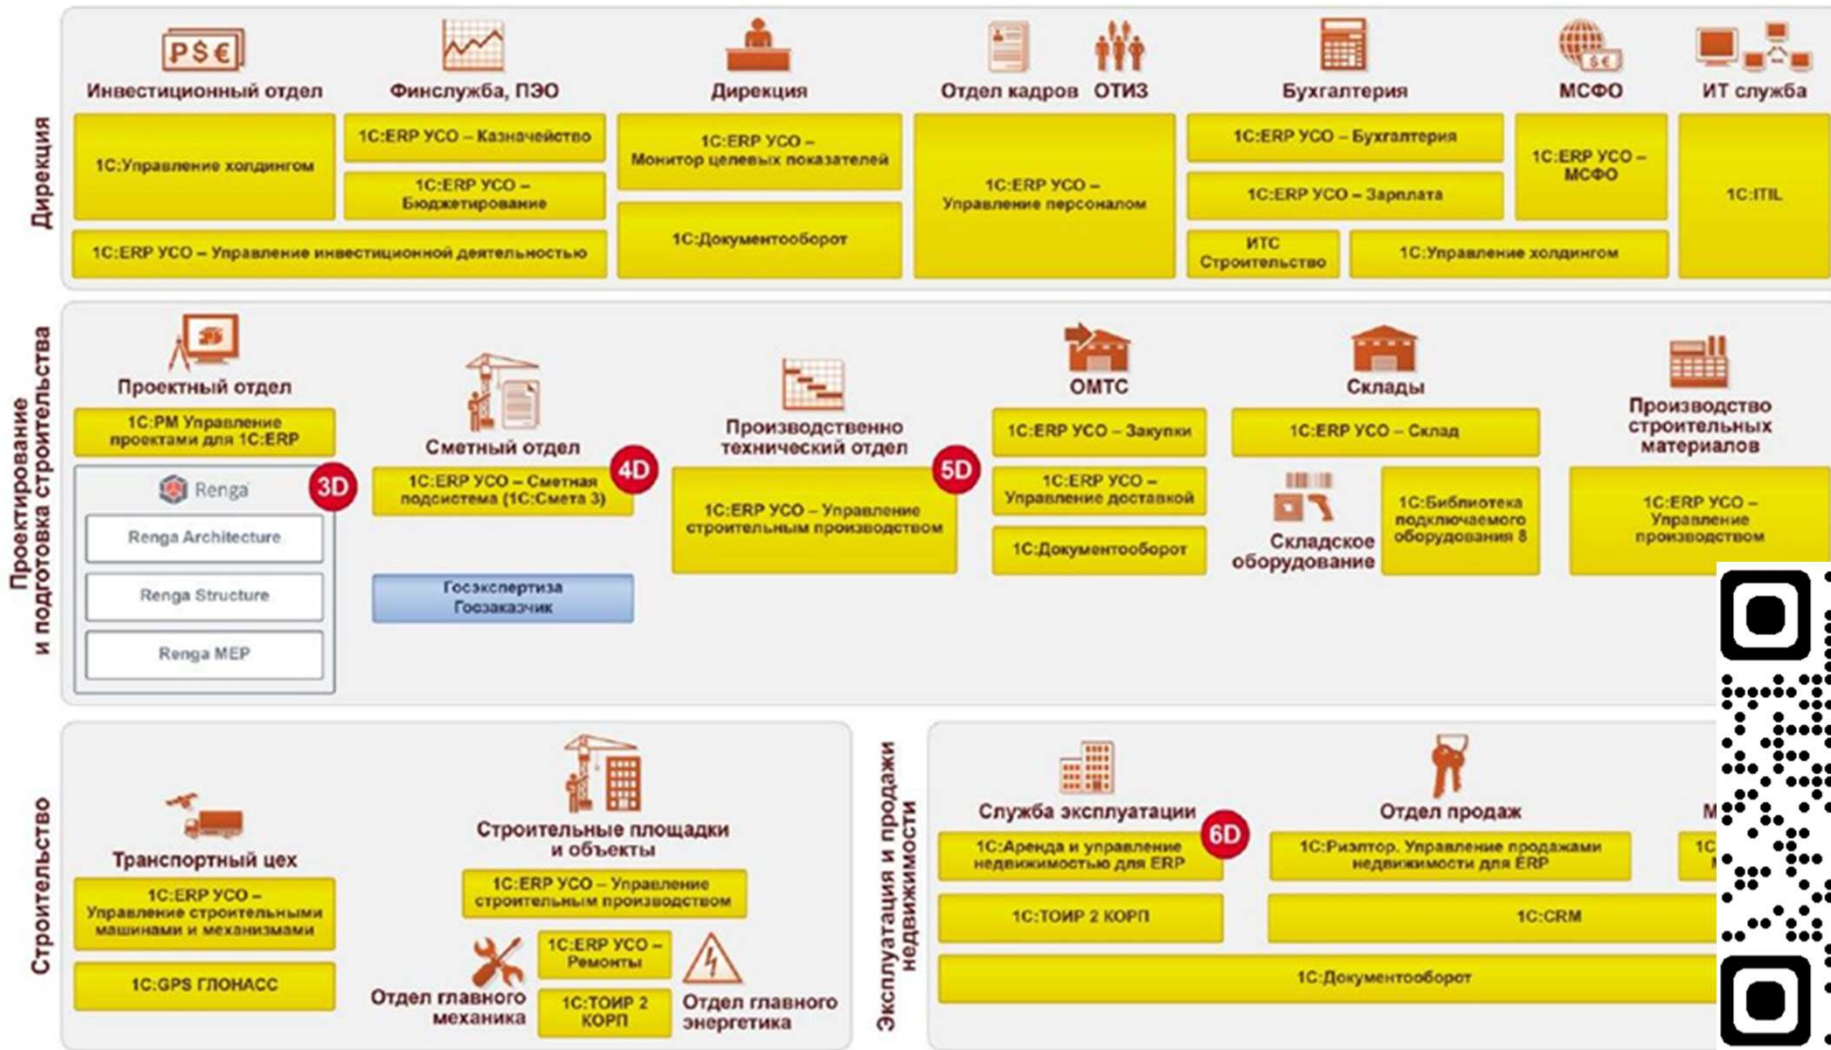 Дирекция
Р$€
Инвестиционный отдел
1С:Управление холдингом
Финслужба, ПЭО
1С:ERP УСО – Казначейство
1С:ERP УСО –
Бюджетирование
1С:ERP УСО – Управление инвестиционной деятельностью
Дирекция
1С:ERP УСО –
Монитор целевых показателей
1С:Документооборот
Отдел кадров ОТИЗ
1С:ERP УСО –
Управление персоналом
Бухгалтерия
1С:ERP УСО – Бухгалтерия
1С:ERP УСО – Зарплата
ИТС
Строительство
$€
МСФО
1С:ERP УСО –
МСФО
1С:Управление холдингом
ИТ служба
1С:ITIL
Проектирование
и подготовка строительства
Проектный отдел
1С:PM Управление
проектами для 1С:ERP
3D
Renga
Renga Architecture
Renga Structure
Renga MEP
Сметный отдел
4D
1С:ERP УСО – Сметная
подсистема (1С:Смета 3)
Госэкспертиза
Госзаказчик
Производственно
технический отдел
5D
1С:ERP УСО – Управление
строительным производством
ОМТС
1С:ERP УСО – Закупки
1С:ERP УСО –
Управление доставкой
1С:Документооборот
Склады
1С:ERP УСО – Склад
Складское
оборудование
1С:Библиотека
подключаемого
оборудования 8
Производство
строительных
материалов
1С:ERP УСО –
Управление
производством
Строительство
Транспортный цех
1С:ERP УСО –
Управление строительными
машинами и механизмами
1С:GPS ГЛОНАСС
Строительные площадки
и объекты
1С:ERP УСО – Управление
строительным производством
Отдел главного
механика
1С:ERP УСО –
Ремонты
1С:ТОИР 2
КОРП
Отдел главного
энергетика
Эксплуатация и продажи
недвижимости
Служба эксплуатации
6D
1С:Аренда и управление
недвижимостью для ERP
1С:ТОИР 2 КОРП
Отдел продаж
1С:Риэлтор. Управление продажами
недвижимости для ERP
1С:CRM
1С:Документооборот